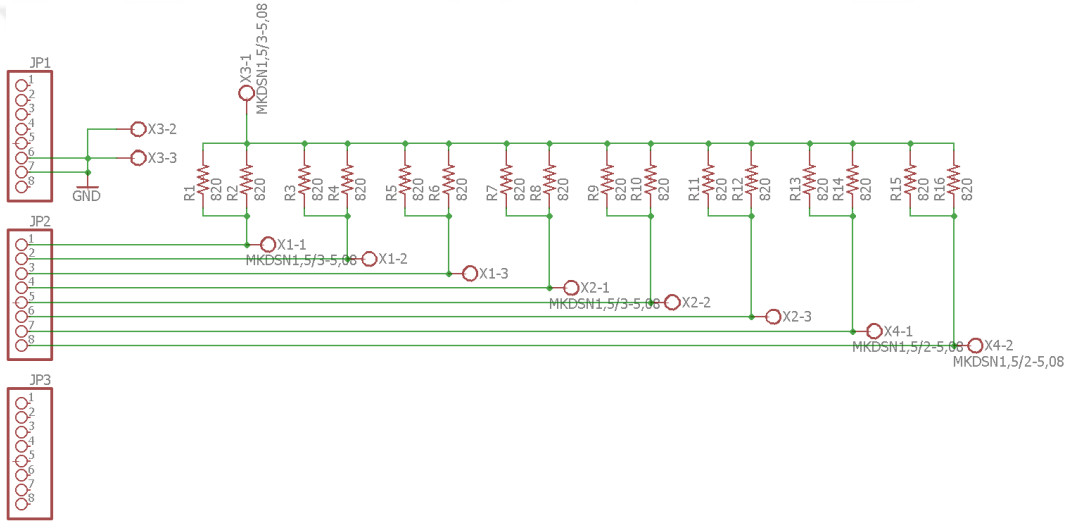 JP1
1
2
3
4
5
6
7
8
X3-2
X3-3
GND
X3-1
MKDSN1,5/3-5,08
R1
820
R2
820
R3
820
R4
820
R5
820
R6
820
R7
820
R8
820
R9
820
R10
820
R11
820
R12
820
R13
820
R14
820
R15
820
R16
820
JP2
1
2
3
4
5
6
7
8
X1-1
MKDSN1,5/3-5,08
X1-2
X1-3
X2-1
MKDSN1,5/3-5,08
X2-2
X2-3
X4-1
MKDSN1,5/2-5,08
X4-2
MKDSN1,5/2-5,08
JP3
1
2
3
4
5
6
7
8